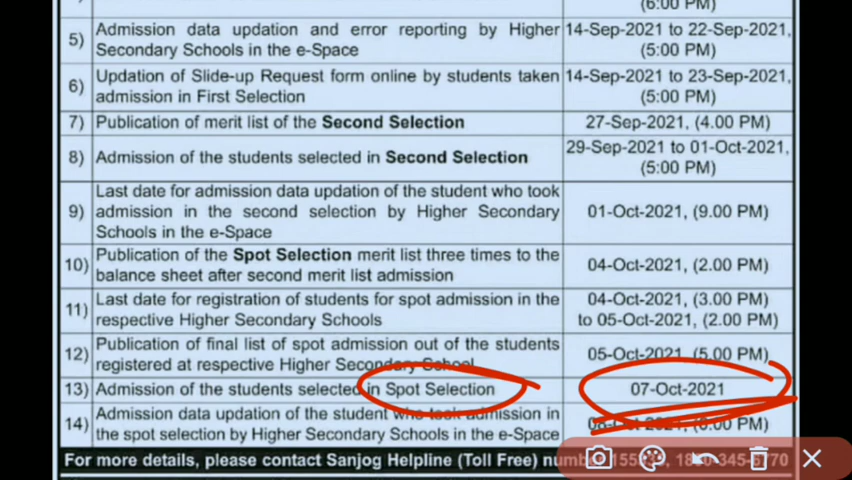 (6:00 PM)
5) Admission data updation and error reporting by Higher 14-Sep-2021 to 22-Sep-2021,
Secondary Schools in the e-Space (5:00 PM)
6) Updation of Slide-up Request form online by students taken 14-Sep-2021 to 23-Sep-2021,
admission in First Selection (5:00 PM)
7) Publication of merit list of the Second Selection 27-Sep-2021, (4.00 PM)
8) Admission of the students selected in Second Selection 29-Sep-2021 to 01-Oct-2021,
(5:00 PM)
9) Last date for admission data updation of the student who took
admission in the second selection by Higher Secondary 01-Oct-2021, (9.00 PM)
Schools in the e-Space
10) Publication of the Spot Selection merit list three times to the
balance sheet after second merit list admission 04-Oct-2021, (2.00 PM)
11) Last date for registration of students for spot admission in the 04-Oct-2021, (3.00 PM)
respective Higher Secondary Schools to 05-Oct-2021, (2.00 PM)
12) Publication of final list of spot admission out of the students
registered at respective Higher Secondary School 05-Oct-2021, (5.00 PM)
13) Admission of the students selected in Spot Selection 07-Oct-2021
14) Admission data updation of the student who took admission in
the spot selection by Higher Secondary Schools in the e-Space
For more details, please contact Sanjog Helpline (Toll Free)